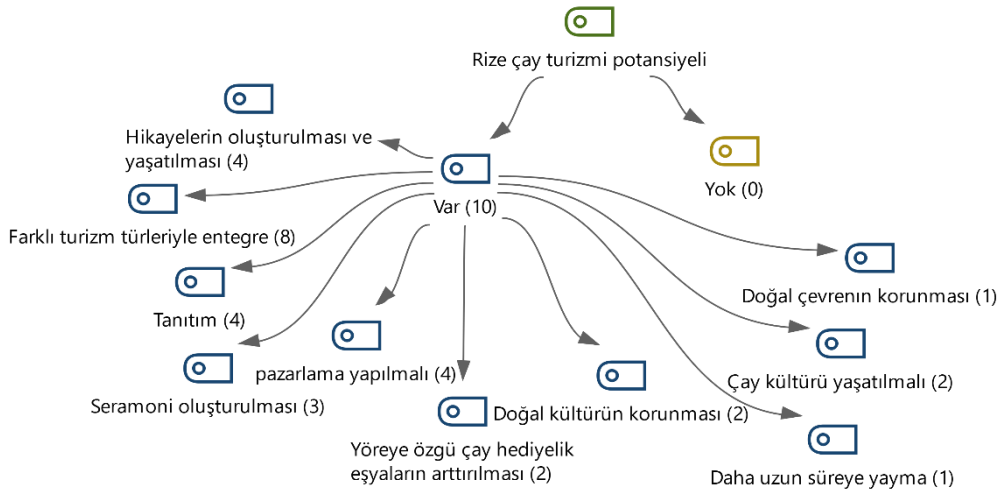 Rize çay turizmi potansiyeli
Hikayelerin oluşturulması ve
yaşatılması (4)
Yok (0)
Var (10)
Farklı turizm türleriyle entegre (8)
Doğal çevrenın korunması (1)
Tanıtım (4)
pazarlama yapılmalı (4)
Çay kültürü yaşatılmalı (2)
Seramoni oluşturulması (3)
Doğal kültürün korunması (2)
Yöreye özgü çay hediyelik
eşyaların arttırılması (2)
Daha uzun süreye yayma (1)